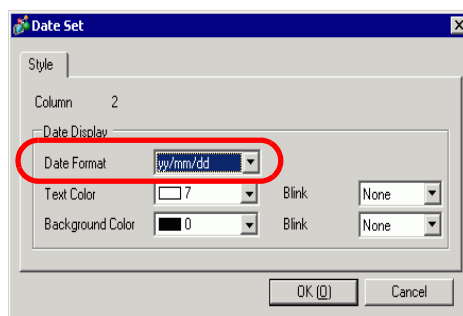 Date Set
Style
Column 2
Date Display
Date Format yy/mm/dd
Text Color 7 Blink None
Background Color 0 Blink None
OK (O) Cancel